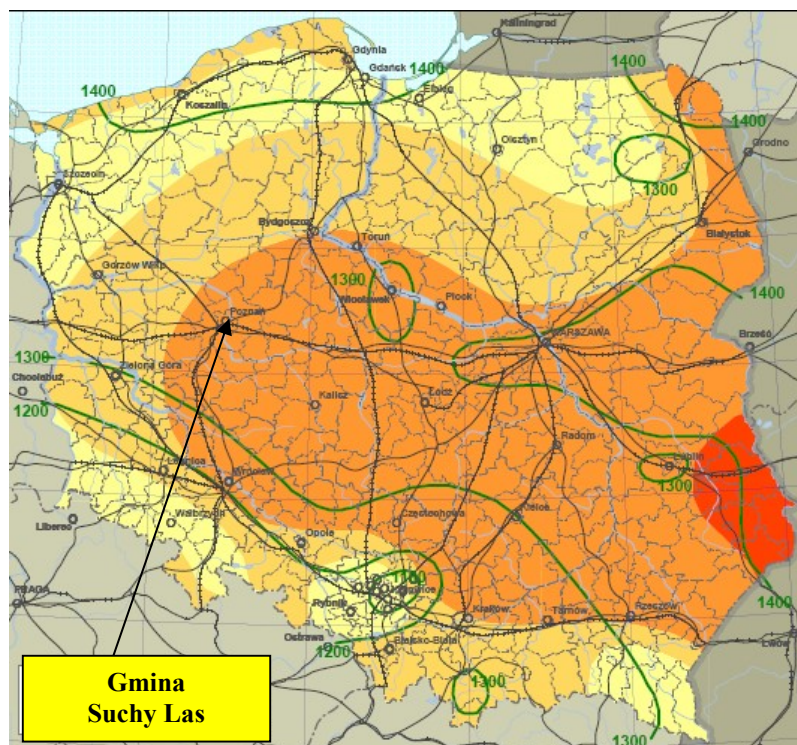 Kaliningrad
Gdynia
Gdańsk
1400
1400
1400
Koszalin
Elbląg
1400
Olsztyn
Grodno
1300
Szczecin
Białystok
Bydgoszcz
Toruń
Gorzów Wlkp
1300
Włocławek
Płock
1400
Poznań
WARSZAWA
Brześć
1300
Zielona Góra
Chociebuż
1200
Kalicz
Łódź
Radom
Lublin
1300
Legnica
Wrocław
Wałbrzych
Liberec
Częstochowa
Kielce
Opole
PRAGA
1100
Katowice
Rybnik
Kraków
Tarnów
Rzeszów
1400
Ostrawa
1200
Bielsko-Biała
Lwów
1300
1300
Gmina
Suchy Las